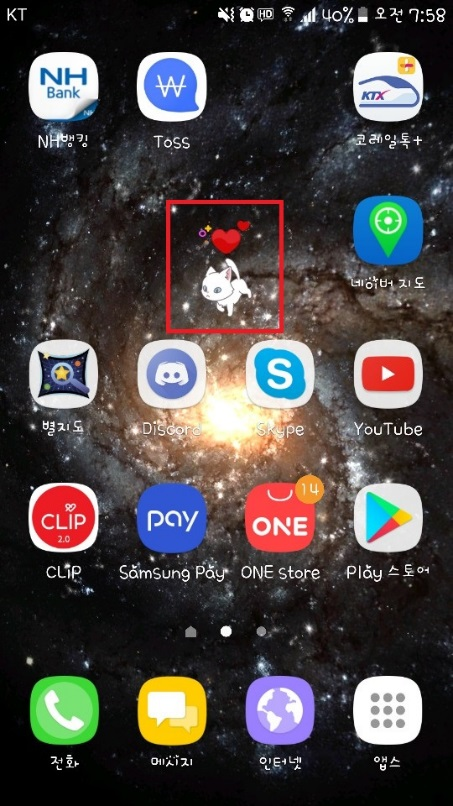 KT HD 40% 오전 7:58
NH Bank
₩
KTX
NH뱅킹 Toss 코레일톡+
네이버 지도
S
별지도 Discord Skype YouTube
CLiP 2.0
pay
ONE
14
CLiP Samsung Pay ONE store Play 스토어
전화 메시지 인터넷 앱스